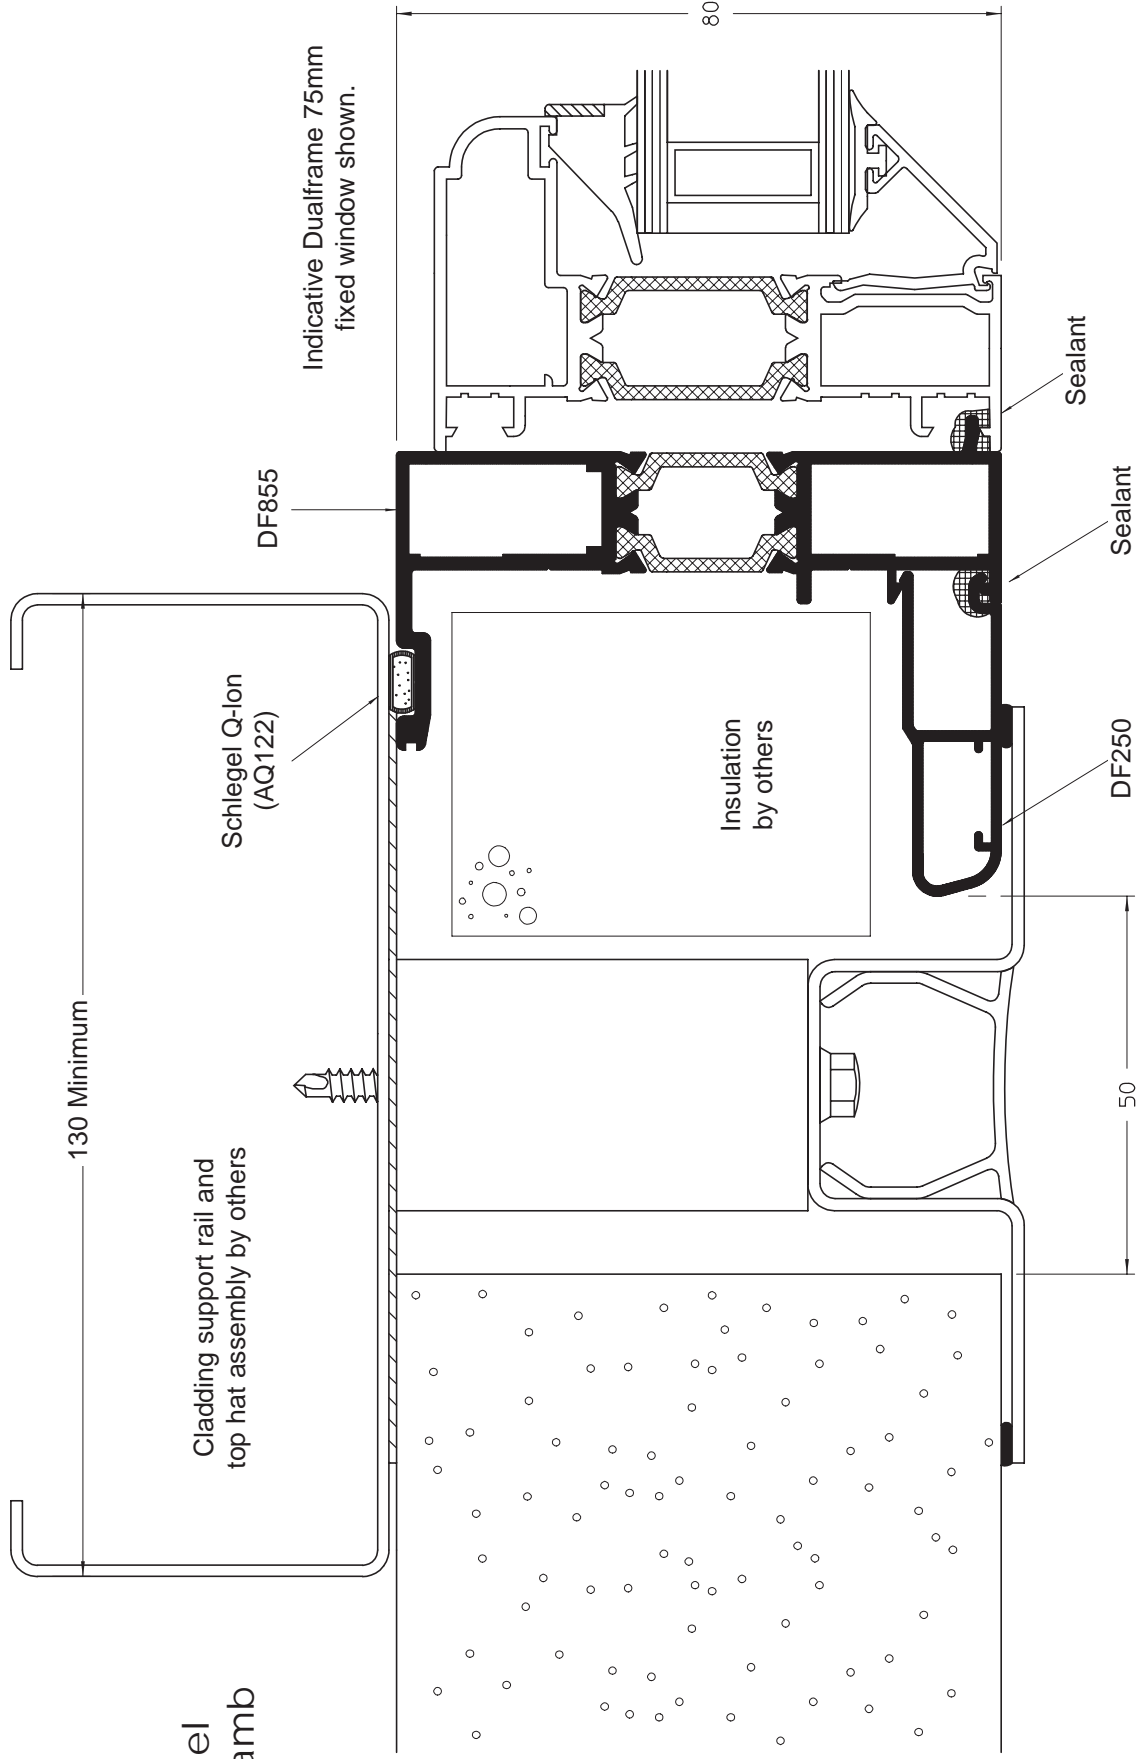 80
Indicative Dualframe 75mm
fixed window shown.
DF855
Schlegel Q-lon
(AQ122)
130 Minimum
Cladding support rail and
top hat assembly by others
Insulation
by others
Sealant
Sealant
DF250
50